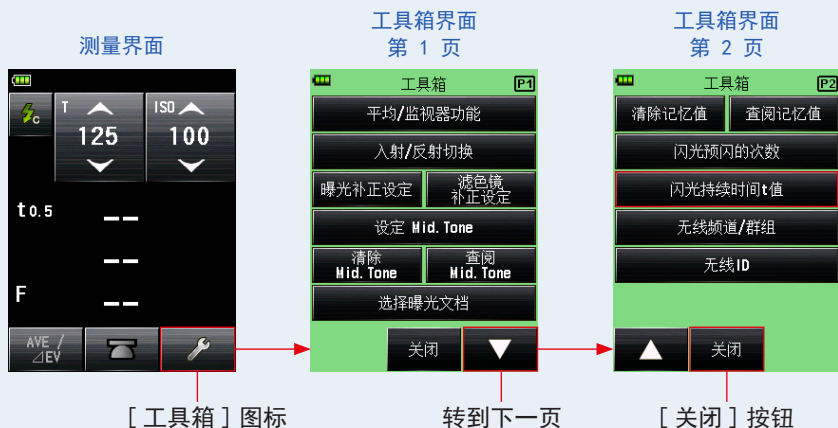 测量界面
工具箱界面
第 1 页
工具箱界面
第 2 页
T
ISO
C
125
100
t0.5
--
--
F
--
AVE /
⊿EV
工具箱 P1
平均/监视器功能
入射/反射切换
曝光补正设定
滤色镜
补正设定
设定 Mid. Tone
清除
Mid. Tone
查阅
Mid. Tone
选择曝光文档
关闭
工具箱 P2
清除记忆值
查阅记忆值
闪光预闪的次数
闪光持续时间t值
无线频道/群组
无线ID
关闭
[ 工具箱 ] 图标
转到下一页
[ 关闭 ] 按钮